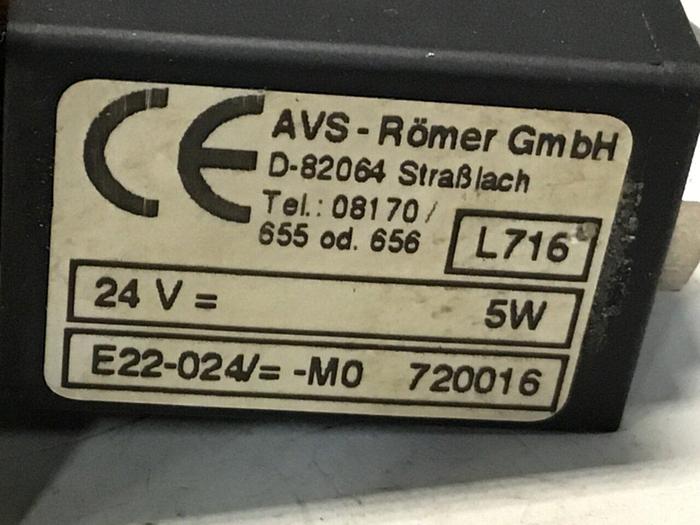 CE
AVS - Römer GmbH
D-82064 Straßlach
Tel.: 08170 /
655 od. 656
L716
24 V = 5W
E22-024/= -M0 720016